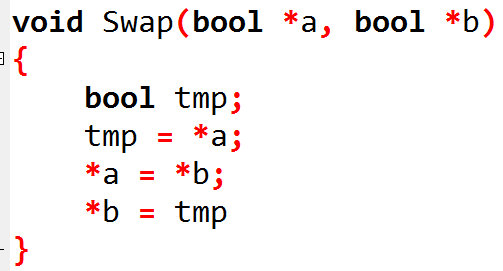 void Swap(bool *a, bool *b)
{
    bool tmp;
    tmp = *a;
    *a = *b;
    *b = tmp
}